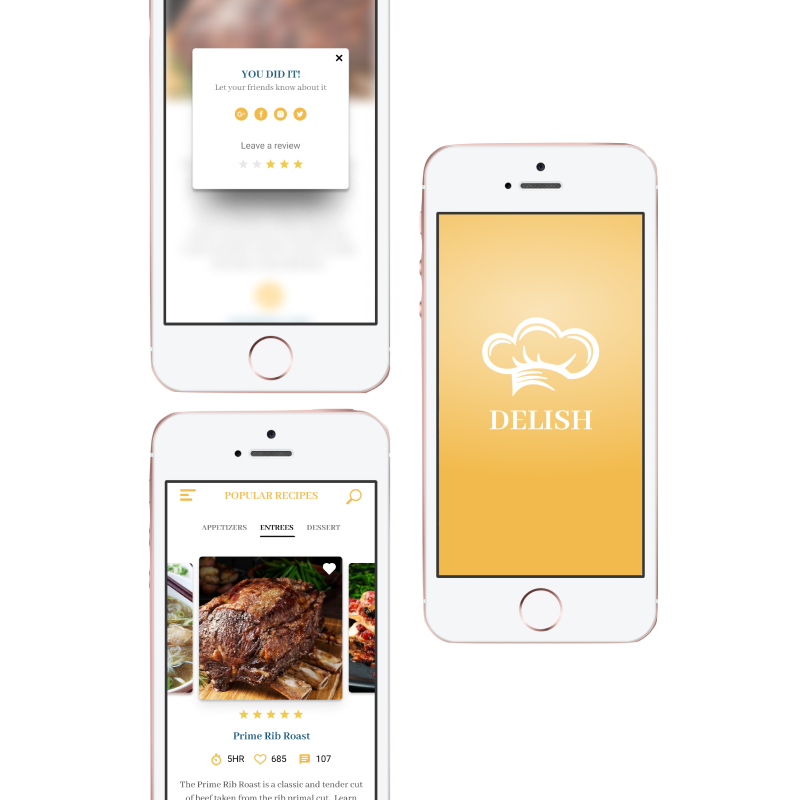 YOU DID IT!
Let your friends know about it
G+
Leave a review
DELISH
POPULAR RECIPES
APPETIZERS ENTREES DESSERT
Prime Rib Roast
5HR 685 107
The Prime Rib Roast is a classic and tender cut
of beef taken from the rib primal cut. Learn